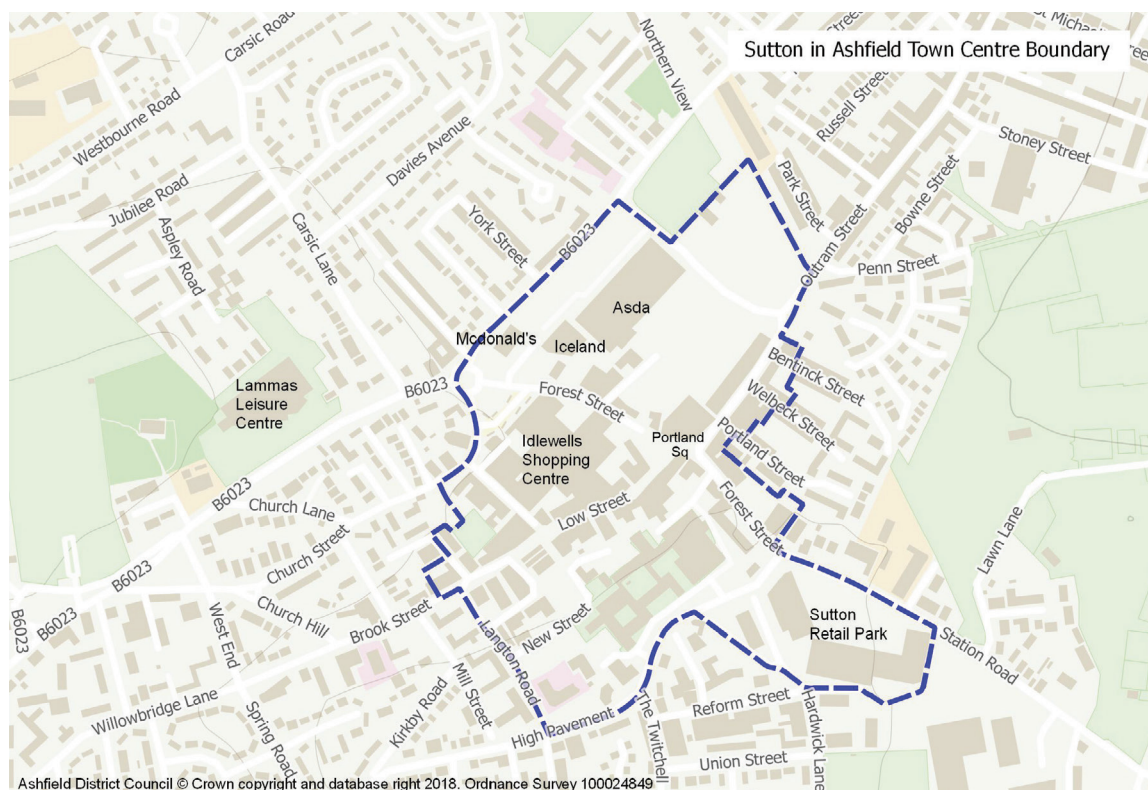 Sutton in Ashfield Town Centre Boundary
Carsic Road
Northern View
St Michael
Street
Russell Street
Westbourne Road
Stoney Street
Davies Avenue
Park Street
Bowne Street
Jubilee Road
Aspley Road
Carsic Lane
York Street
B6023
Outram Street
Penn Street
Asda
Mcdonald's
Iceland
Bentinck Street
Lammas
Leisure
Centre
B6023
Forest Street
Welbeck Street
Idlewells
Shopping
Centre
Portland
Sq
Portland Street
B6023
Church Lane
Low Street
Forest Street
Lawn Lane
Church Street
B6023
B6023
B6023
Church Hill
West End
Brook Street
Langton Road
New Street
Sutton
Retail Park
Station Road
Willowbridge Lane
Spring Road
Kirkby Road
Mill Street
High Pavement
The Twitchell
Reform Street
Hardwick Lane
Union Street
Ashfield District Council © Crown copyright and database right 2018. Ordnance Survey 100024849